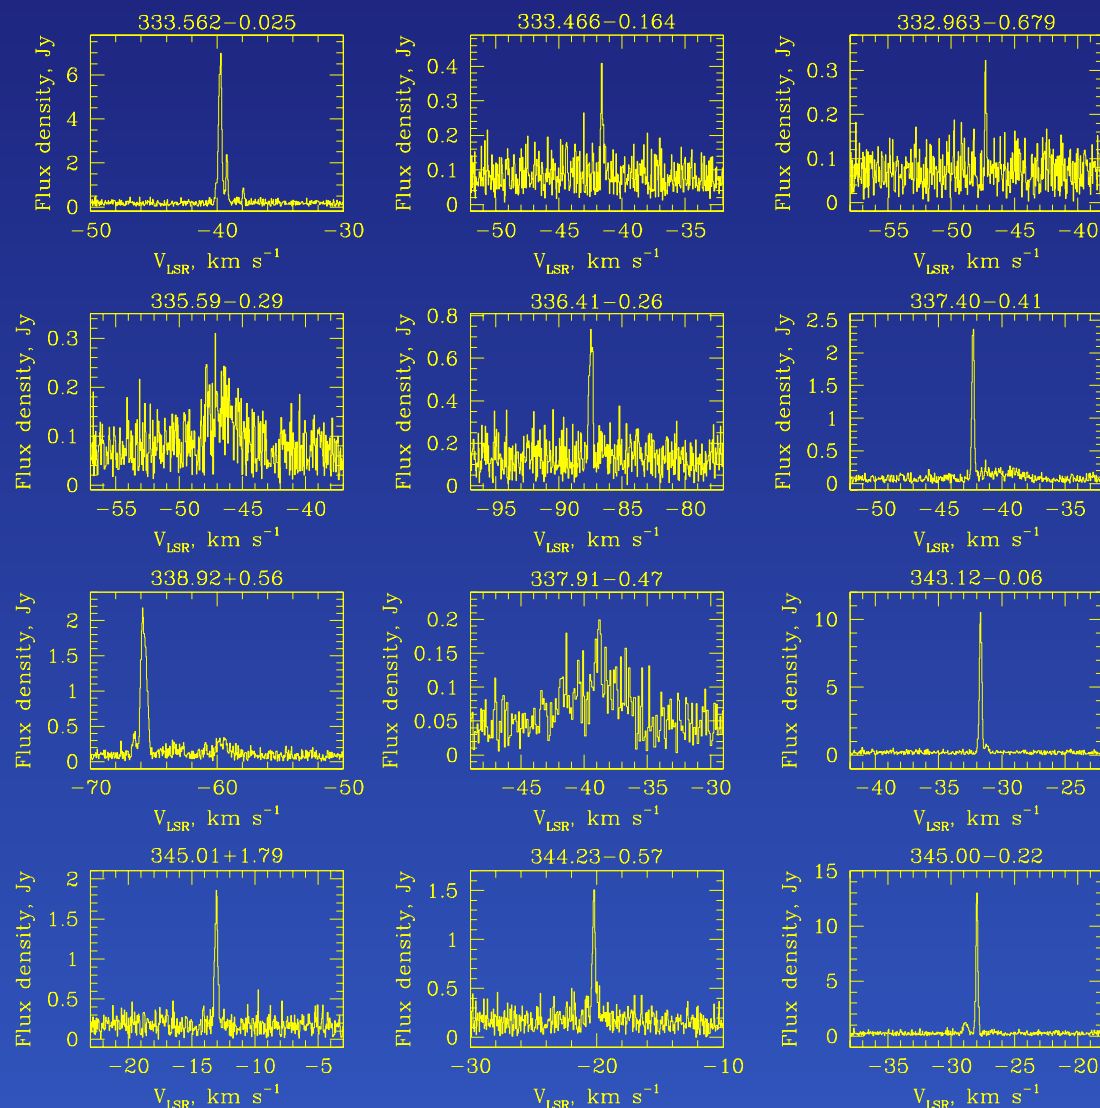 333.562−0.025
Flux density, Jy
6
4
2
0
−50 −40 −30
V_LSR, km s⁻¹
333.466−0.164
Flux density, Jy
0.4
0.3
0.2
0.1
0
−50 −45 −40 −35
V_LSR, km s⁻¹
332.963−0.679
Flux density, Jy
0.3
0.2
0.1
0
−55 −50 −45 −40
V_LSR, km s⁻¹
335.59−0.29
Flux density, Jy
0.3
0.2
0.1
0
−55 −50 −45 −40
V_LSR, km s⁻¹
336.41−0.26
Flux density, Jy
0.8
0.6
0.4
0.2
0
−95 −90 −85 −80
V_LSR, km s⁻¹
337.40−0.41
Flux density, Jy
2.5
2
1.5
1
0.5
0
−50 −45 −40 −35
V_LSR, km s⁻¹
338.92+0.56
Flux density, Jy
2
1.5
1
0.5
0
−70 −60 −50
V_LSR, km s⁻¹
337.91−0.47
Flux density, Jy
0.2
0.15
0.1
0.05
0
−45 −40 −35 −30
V_LSR, km s⁻¹
343.12−0.06
Flux density, Jy
10
5
0
−40 −35 −30 −25
V_LSR, km s⁻¹
345.01+1.79
Flux density, Jy
2
1.5
1
0.5
0
−20 −15 −10 −5
V_LSR, km s⁻¹
344.23−0.57
Flux density, Jy
1.5
1
0.5
0
−30 −20 −10
V_LSR, km s⁻¹
345.00−0.22
Flux density, Jy
15
10
5
0
−35 −30 −25 −20
V_LSR, km s⁻¹